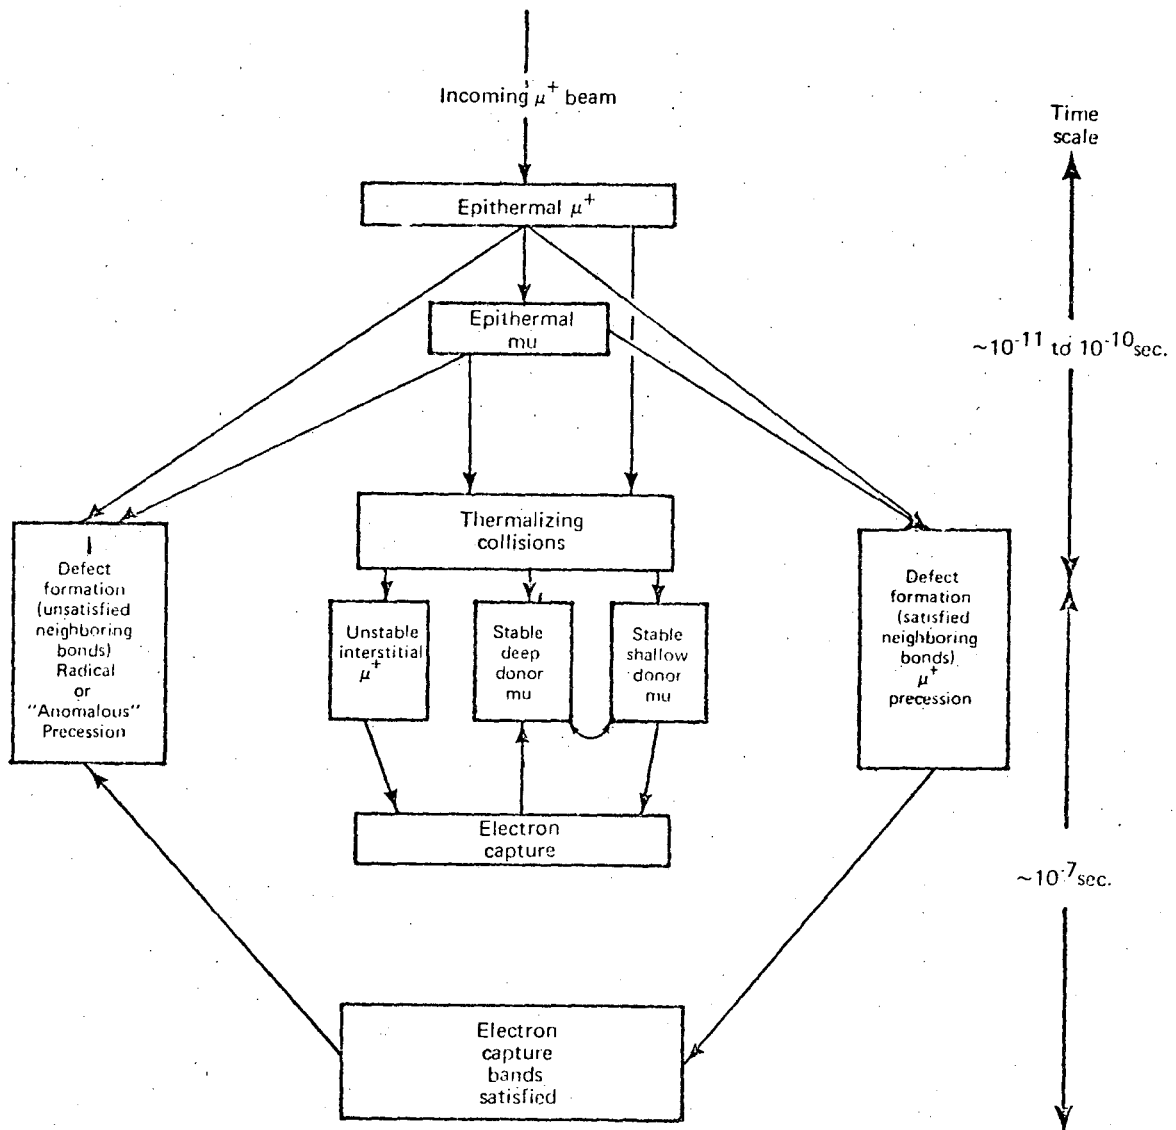 Incoming μ⁺ beam
Time
scale
Epithermal μ⁺
Epithermal
mu
~10⁻¹¹ to 10⁻¹⁰sec.
Thermalizing
collisions
Defect
formation
(unsatisfied
neighboring
bonds)
Radical
or
"Anomalous"
Precession
Unstable
interstitial
μ⁺
Stable
deep
donor
mu
Stable
shallow
donor
mu
Defect
formation
(satisfied
neighboring
bonds)
μ⁺
precession
Electron
capture
~10⁻⁷sec.
Electron
capture
bands
satisfied